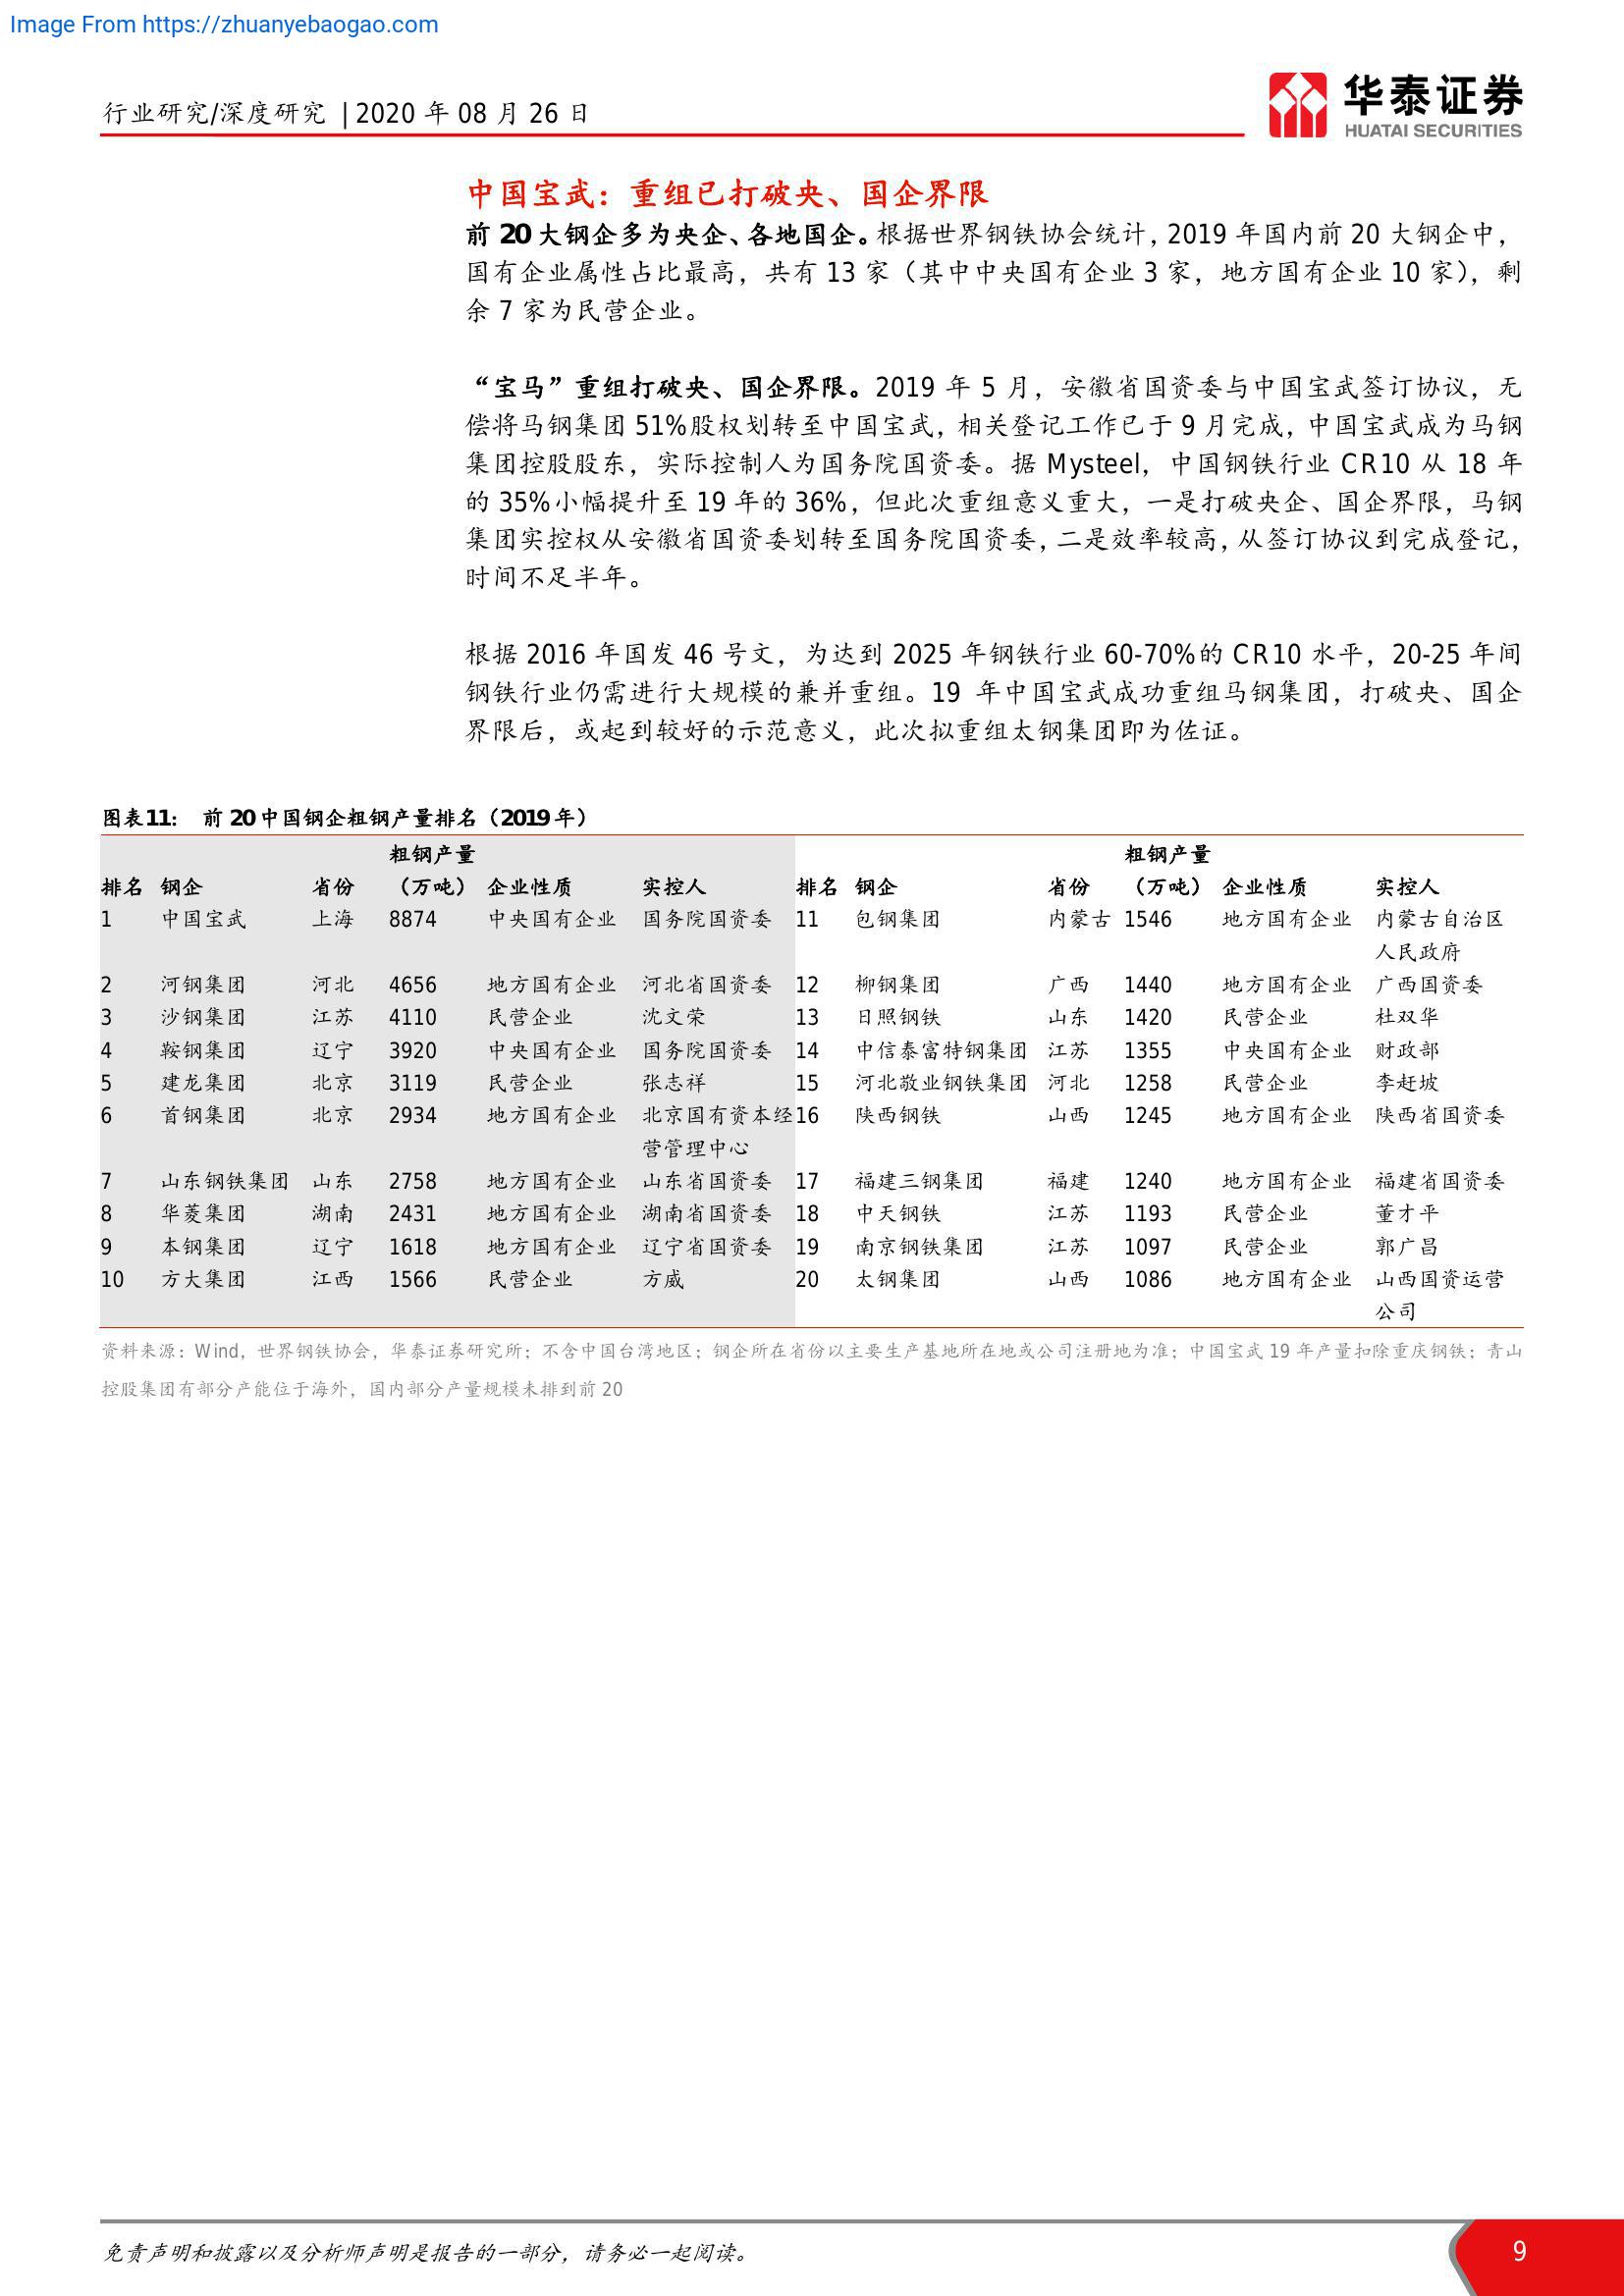 Image From https://zhuanyebaogao.com
行业研究/深度研究 | 2020 年 08 月 26 日
华泰证券
HUATAI SECURITIES
中国宝武：重组已打破央、国企界限
前 20 大钢企多为央企、各地国企。根据世界钢铁协会统计，2019 年国内前 20 大钢企中，
国有企业属性占比最高，共有 13 家（其中中央国有企业 3 家，地方国有企业 10 家），剩
余 7 家为民营企业。
“宝马”重组打破央、国企界限。2019 年 5 月，安徽省国资委与中国宝武签订协议，无
偿将马钢集团 51%股权划转至中国宝武，相关登记工作已于 9 月完成，中国宝武成为马钢
集团控股股东，实际控制人为国务院国资委。据 Mysteel，中国钢铁行业 CR10 从 18 年
的 35%小幅提升至 19 年的 36%，但此次重组意义重大，一是打破央企、国企界限，马钢
集团实控权从安徽省国资委划转至国务院国资委，二是效率较高，从签订协议到完成登记，
时间不足半年。
根据 2016 年国发 46 号文，为达到 2025 年钢铁行业 60-70%的 CR10 水平，20-25 年间
钢铁行业仍需进行大规模的兼并重组。19 年中国宝武成功重组马钢集团，打破央、国企
界限后，或起到较好的示范意义，此次拟重组太钢集团即为佐证。
图表11： 前 20 中国钢企粗钢产量排名（2019 年）
粗钢产量 粗钢产量
排名 钢企 省份 （万吨） 企业性质 实控人 排名 钢企 省份 （万吨） 企业性质 实控人
1 中国宝武 上海 8874 中央国有企业 国务院国资委 11 包钢集团 内蒙古 1546 地方国有企业 内蒙古自治区
人民政府
2 河钢集团 河北 4656 地方国有企业 河北省国资委 12 柳钢集团 广西 1440 地方国有企业 广西国资委
3 沙钢集团 江苏 4110 民营企业 沈文荣 13 日照钢铁 山东 1420 民营企业 杜双华
4 鞍钢集团 辽宁 3920 中央国有企业 国务院国资委 14 中信泰富特钢集团 江苏 1355 中央国有企业 财政部
5 建龙集团 北京 3119 民营企业 张志祥 15 河北敬业钢铁集团 河北 1258 民营企业 李赶坡
6 首钢集团 北京 2934 地方国有企业 北京国有资本经 16 陕西钢铁 山西 1245 地方国有企业 陕西省国资委
营管理中心
7 山东钢铁集团 山东 2758 地方国有企业 山东省国资委 17 福建三钢集团 福建 1240 地方国有企业 福建省国资委
8 华菱集团 湖南 2431 地方国有企业 湖南省国资委 18 中天钢铁 江苏 1193 民营企业 董才平
9 本钢集团 辽宁 1618 地方国有企业 辽宁省国资委 19 南京钢铁集团 江苏 1097 民营企业 郭广昌
10 方大集团 江西 1566 民营企业 方威 20 太钢集团 山西 1086 地方国有企业 山西国资运营
公司
资料来源：Wind，世界钢铁协会，华泰证券研究所；不含中国台湾地区；钢企所在省份以主要生产基地所在地或公司注册地为准；中国宝武 19 年产量扣除重庆钢铁；青山
控股集团有部分产能位于海外，国内部分产量规模未排到前 20
免责声明和披露以及分析师声明是报告的一部分，请务必一起阅读。
9